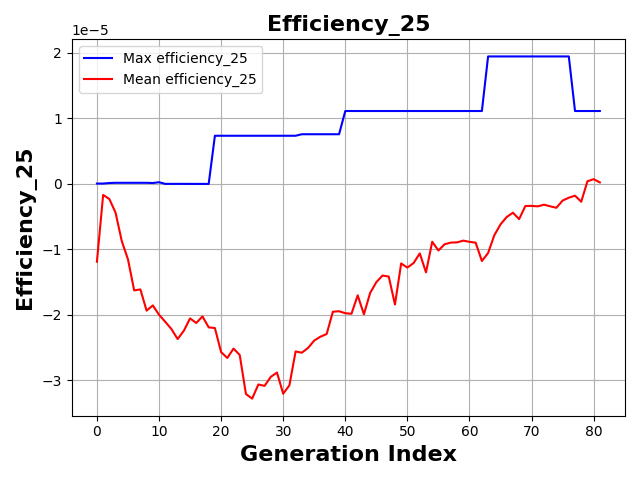 Efficiency_25
1e−5
Max efficiency_25
Mean efficiency_25
2
1
0
−1
−2
−3
Efficiency_25
0 10 20 30 40 50 60 70 80
Generation Index